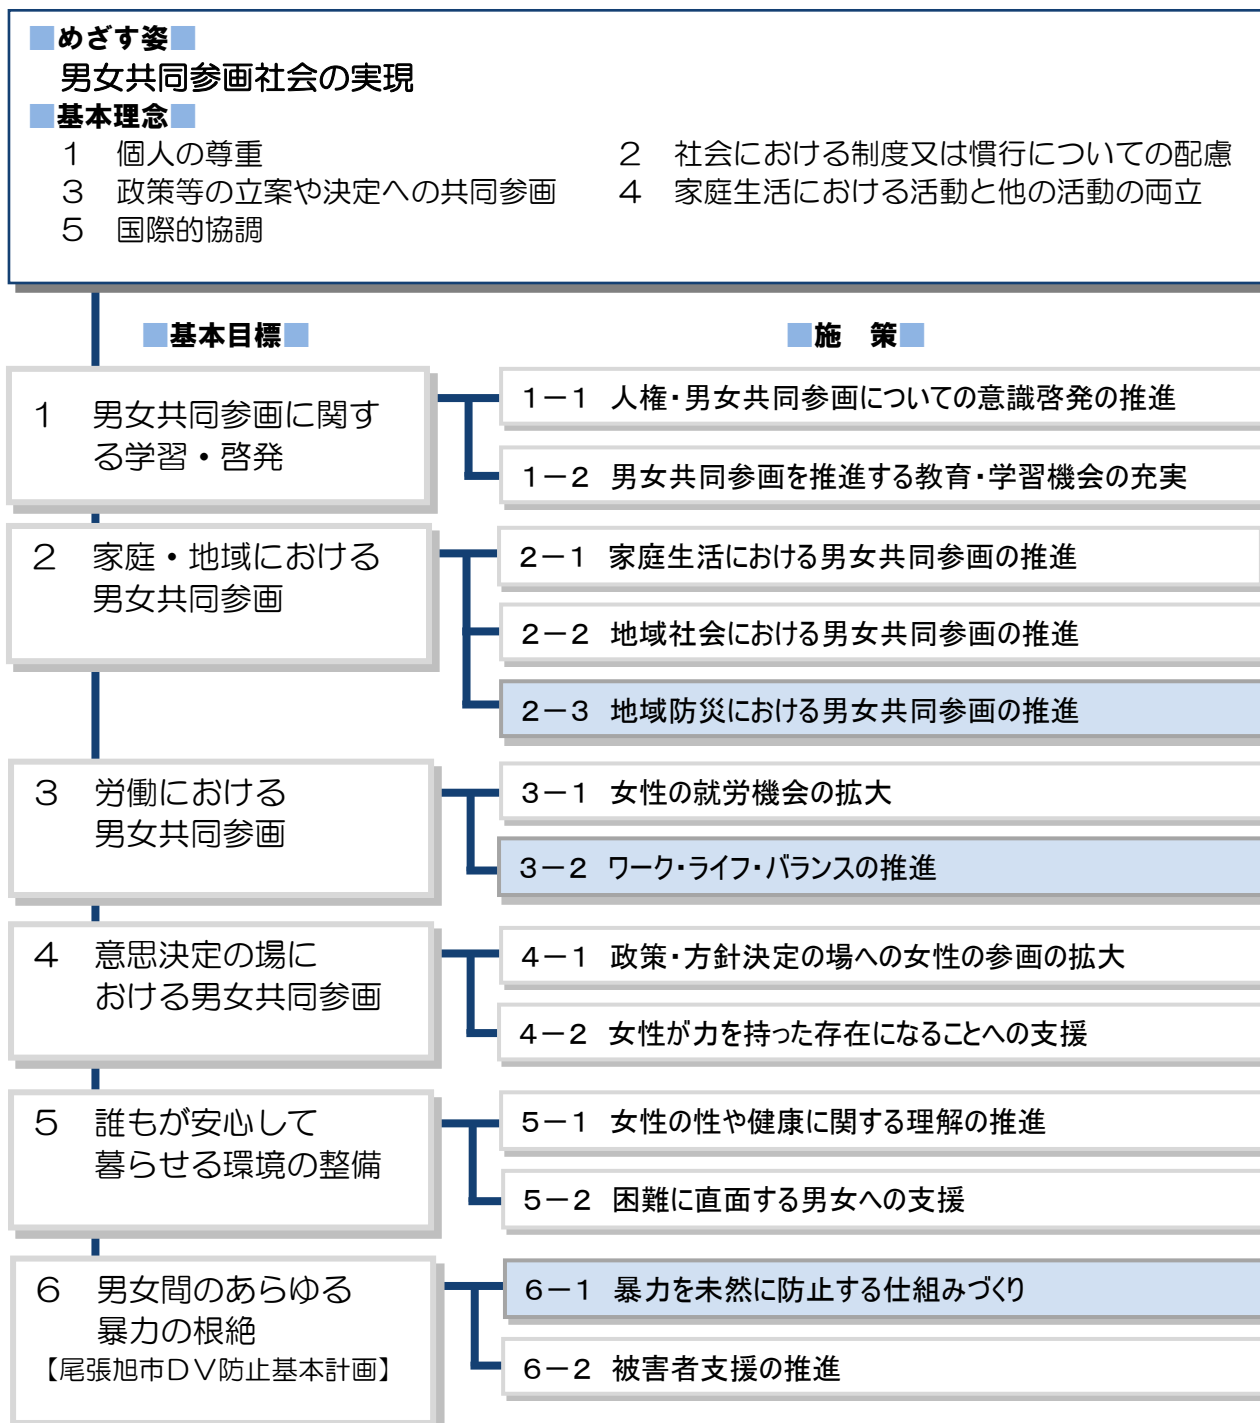 ■めざす姿■
男女共同参画社会の実現
■基本理念■
１　個人の尊重
２　社会における制度又は慣行についての配慮
３　政策等の立案や決定への共同参画
４　家庭生活における活動と他の活動の両立
５　国際的協調
■基本目標■
■施　策■
１　男女共同参画に関す
る学習・啓発
１－１ 人権・男女共同参画についての意識啓発の推進
１－２ 男女共同参画を推進する教育・学習機会の充実
２　家庭・地域における
男女共同参画
２－１ 家庭生活における男女共同参画の推進
２－２ 地域社会における男女共同参画の推進
２－３ 地域防災における男女共同参画の推進
３　労働における
男女共同参画
３－１ 女性の就労機会の拡大
３－２ ワーク・ライフ・バランスの推進
４　意思決定の場に
おける男女共同参画
４－１ 政策・方針決定の場への女性の参画の拡大
４－２ 女性が力を持った存在になることへの支援
５　誰もが安心して
暮らせる環境の整備
５－１ 女性の性や健康に関する理解の推進
５－２ 困難に直面する男女への支援
６　男女間のあらゆる
暴力の根絶
【尾張旭市ＤＶ防止基本計画】
６－１ 暴力を未然に防止する仕組みづくり
６－２ 被害者支援の推進